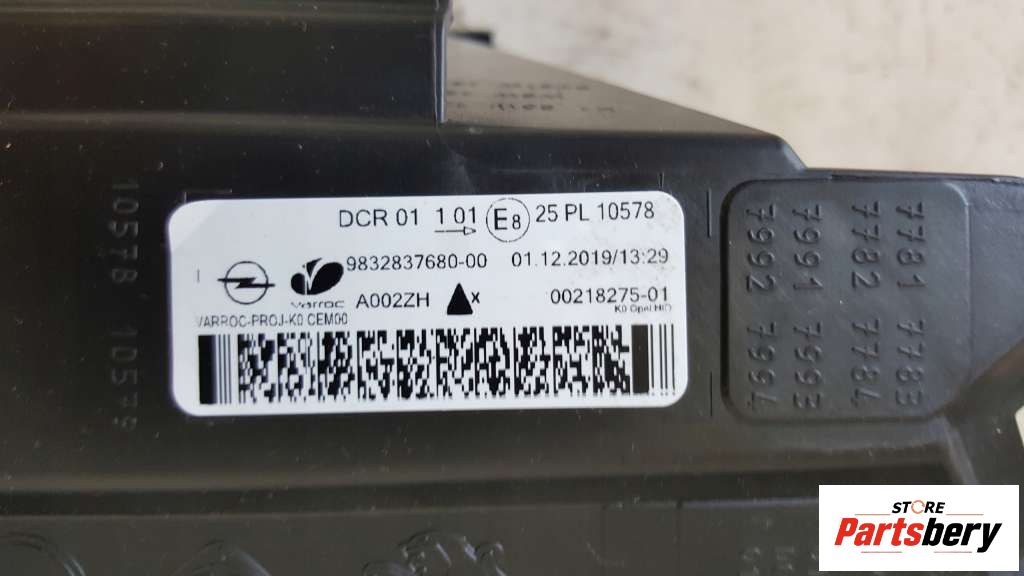 DCR 01 1 01 E8 25 PL 10578
9832837680-00 01.12.2019/13:29
varroc A002ZH X 00218275-01
VARROC-PROJ-K0 CEM00 K0 Opel HID
10578 10579
7781 7783
7782 7784
7991 7993
7992 7994
STORE
Partsbery